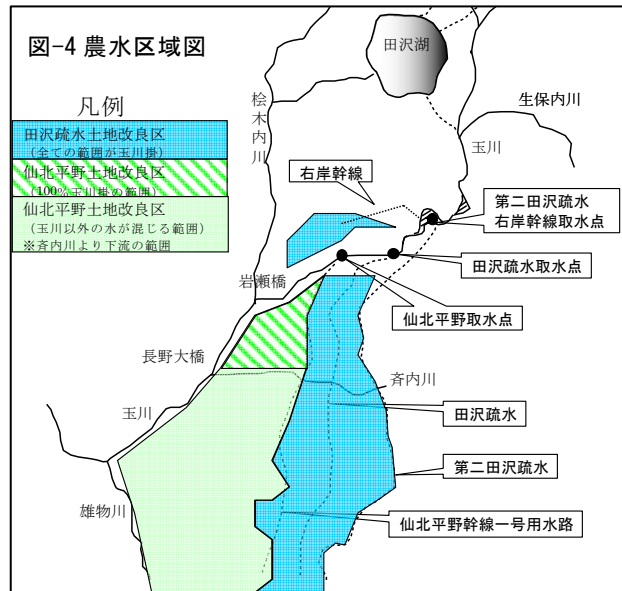 図-4 農水区域図
田沢湖
凡例
桧木内川
生保内川
玉川
田沢疏水土地改良区
(全ての範囲が玉川掛)
仙北平野土地改良区
(100%玉川掛の範囲)
仙北平野土地改良区
(玉川以外の水が混じる範囲)
※斉内川より下流の範囲
右岸幹線
第二田沢疏水
右岸幹線取水点
田沢疏水取水点
岩瀬橋
仙北平野取水点
長野大橋
斉内川
玉川
田沢疏水
第二田沢疏水
雄物川
仙北平野幹線一号用水路